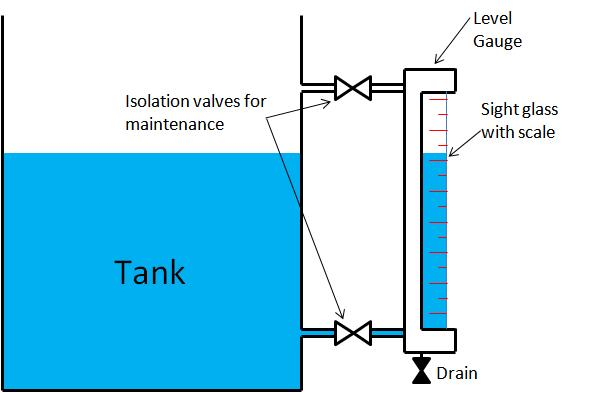 Level
Gauge
Isolation valves for
maintenance
Sight glass
with scale
Tank
Drain